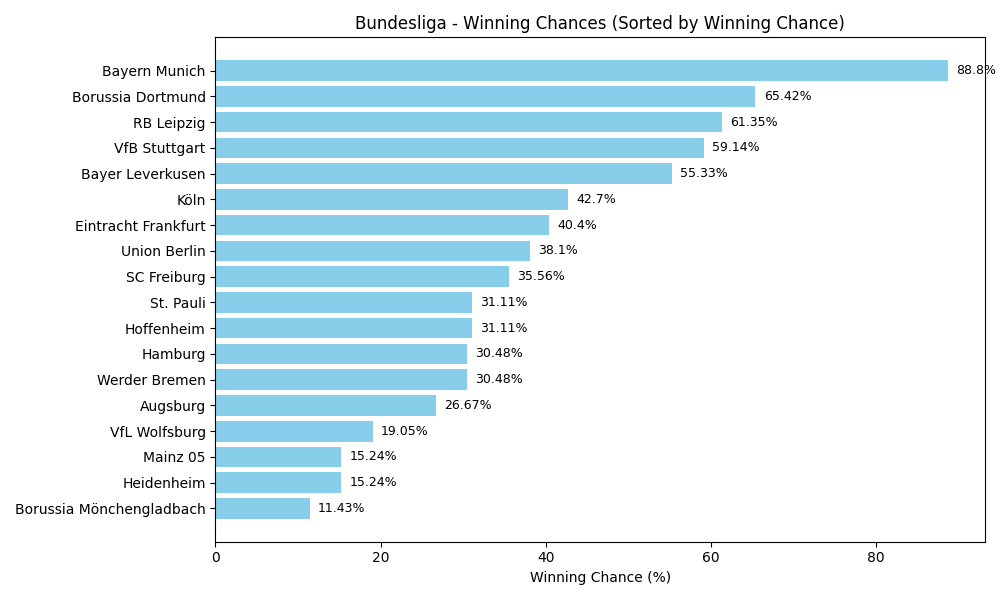 Bundesliga - Winning Chances (Sorted by Winning Chance)
Bayern Munich 88.8%
Borussia Dortmund 65.42%
RB Leipzig 61.35%
VfB Stuttgart 59.14%
Bayer Leverkusen 55.33%
Köln 42.7%
Eintracht Frankfurt 40.4%
Union Berlin 38.1%
SC Freiburg 35.56%
St. Pauli 31.11%
Hoffenheim 31.11%
Hamburg 30.48%
Werder Bremen 30.48%
Augsburg 26.67%
VfL Wolfsburg 19.05%
Mainz 05 15.24%
Heidenheim 15.24%
Borussia Mönchengladbach 11.43%
0 20 40 60 80
Winning Chance (%)